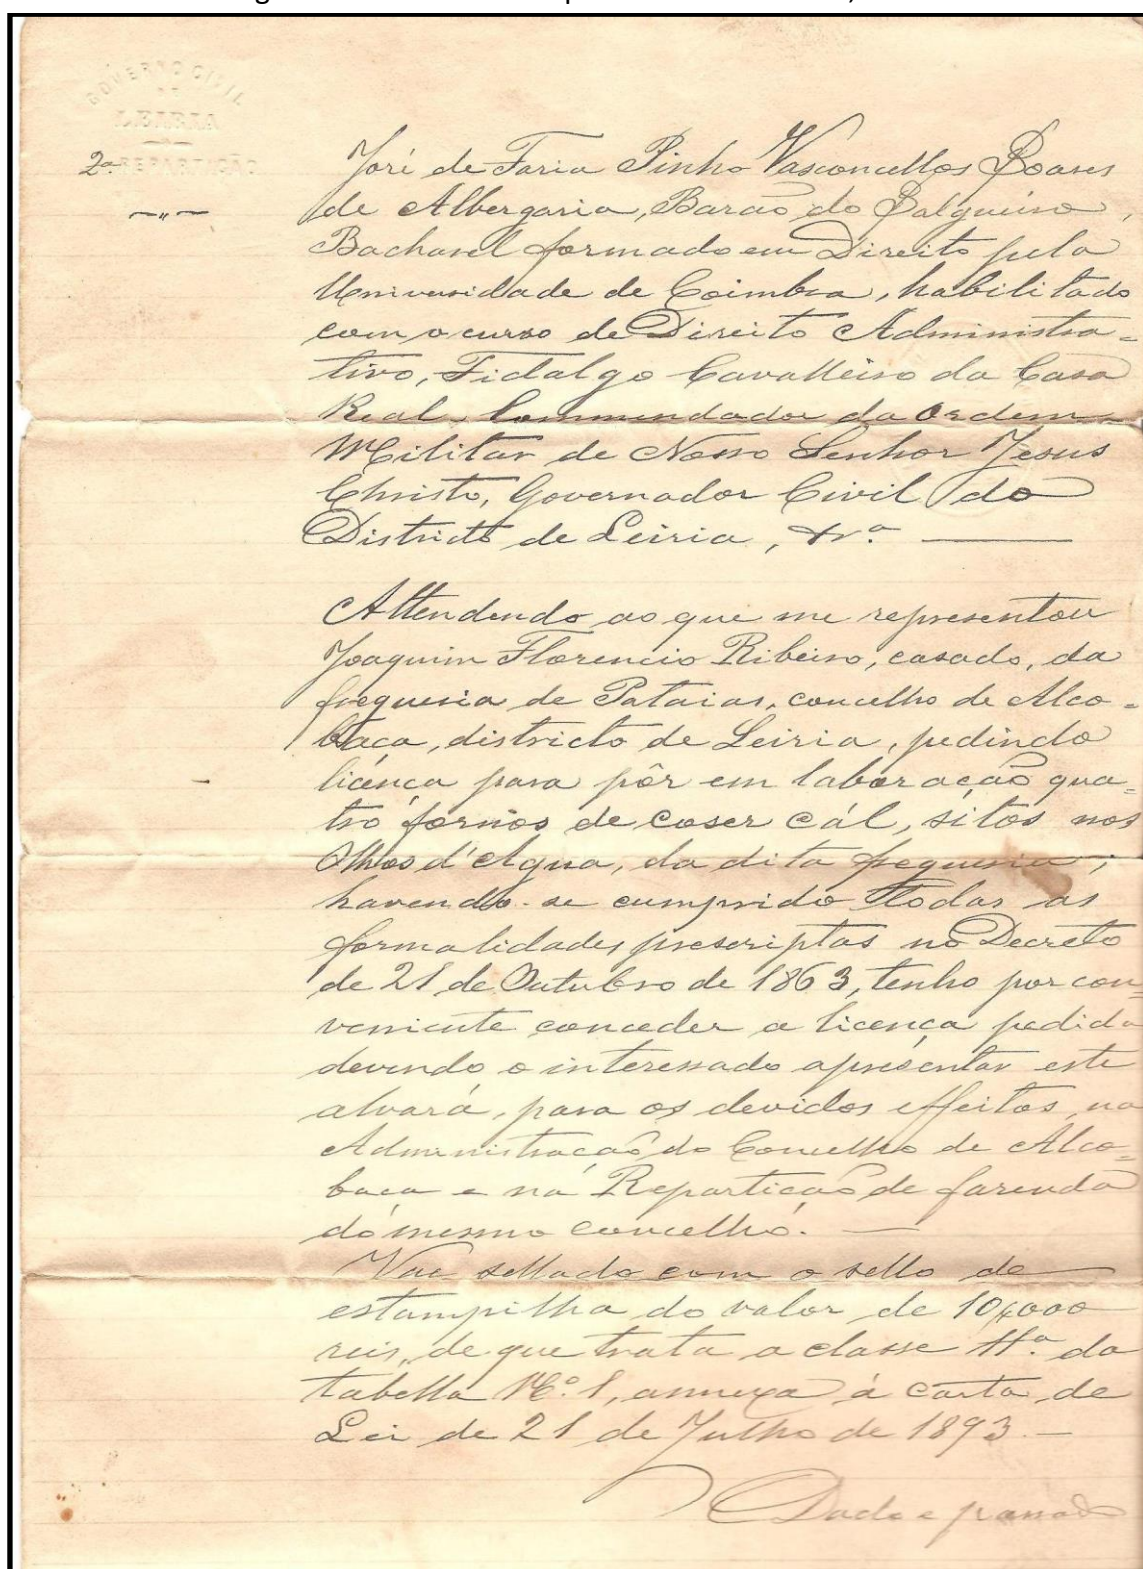 GOVERNO CIVIL
DE
LEIRIA
2ª REPARTIÇÃO
José de Faria Pinho Vasconcellos Soares
de Albergaria, Barão do Salgueiro,
Bacharel formado em Direito pela
Universidade de Coimbra, habilitado
com o curso de Direito Administra-
tivo, Fidalgo Cavalleiro da Casa
Real, Commendador da Ordem
Militar de Nosso Senhor Jesus
Christo, Governador Civil do
Districto de Leiria, &ª
Attendendo ao que me representou
Joaquim Florencio Ribeiro, casado, da
freguesia de Pataias, concelho de Alco-
baça, districto de Leiria, pedindo
licença para pôr em laboração qua-
tro fornos de coser cál, sitos nos
Olhos d'Agua, da dita freguesia;
havendo-se cumprido todas as
formalidades prescriptas no Decreto
de 21 de Outubro de 1863, tenho por con-
veniente conceder a licença pedida
devendo o interessado apresentar este
alvará, para os devidos effeitos, na
Administração do Concelho de Alco-
baça e na Repartição de fazenda
do mesmo concelho.
Vae sellado com o sello de
estampilha do valor de 10$000
reis, de que trata a classe 11ª da
tabella Nº 1, annexa á carta de
Lei de 21 de Julho de 1893.
Dado e passado